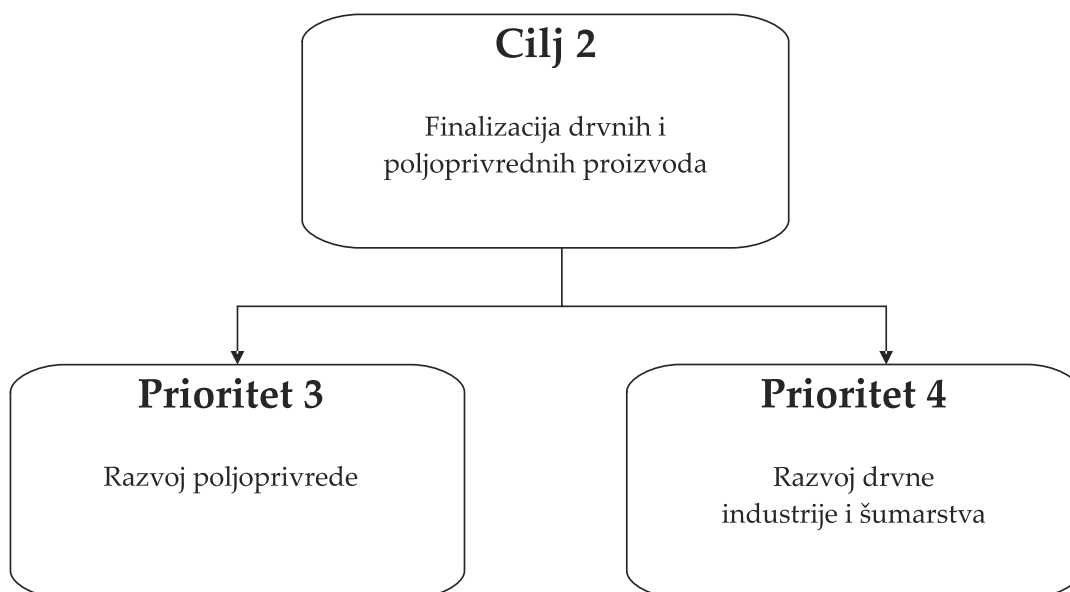 Cilj 2
Finalizacija drvnih i
poljoprivrednih proizvoda
Prioritet 3
Razvoj poljoprivrede
Prioritet 4
Razvoj drvne
industrije i šumarstva